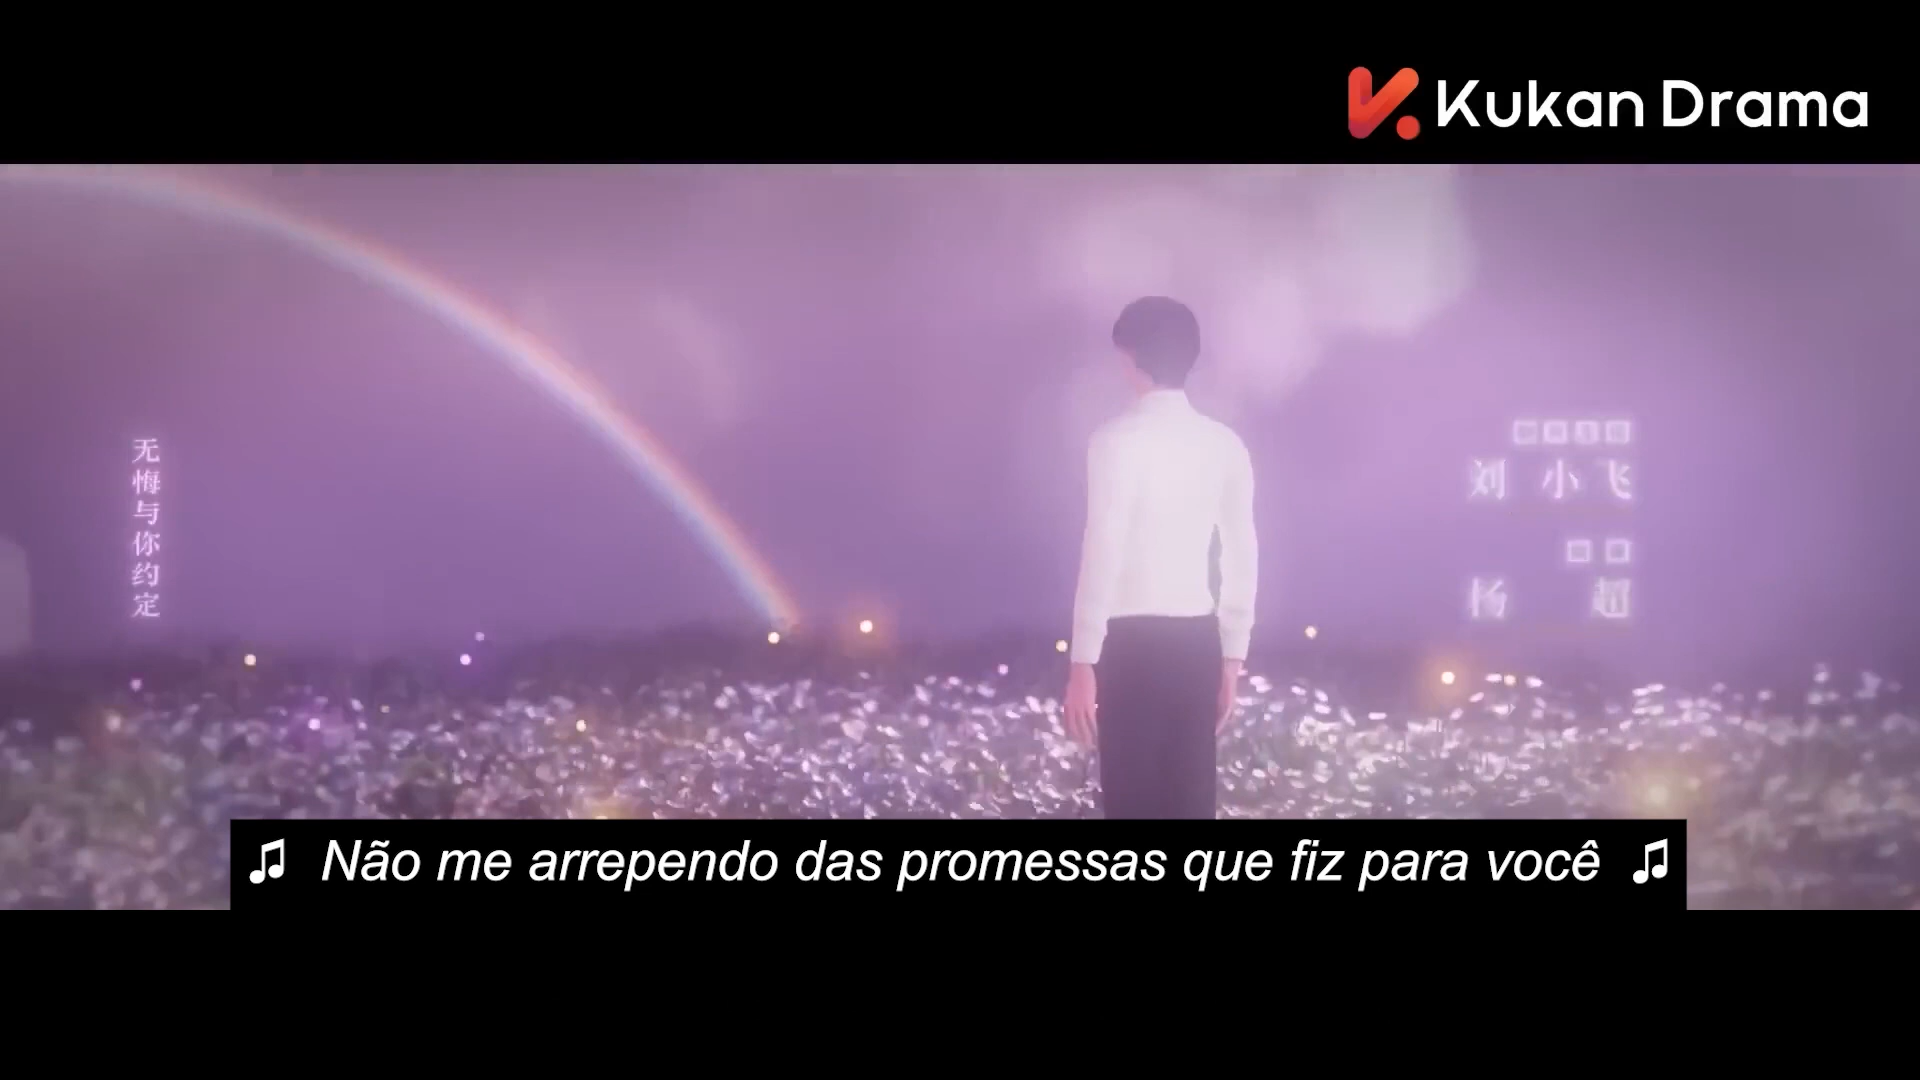 Kukan Drama
无悔与你约定
刘小飞
杨超
♫ Não me arrependo das promessas que fiz para você ♫